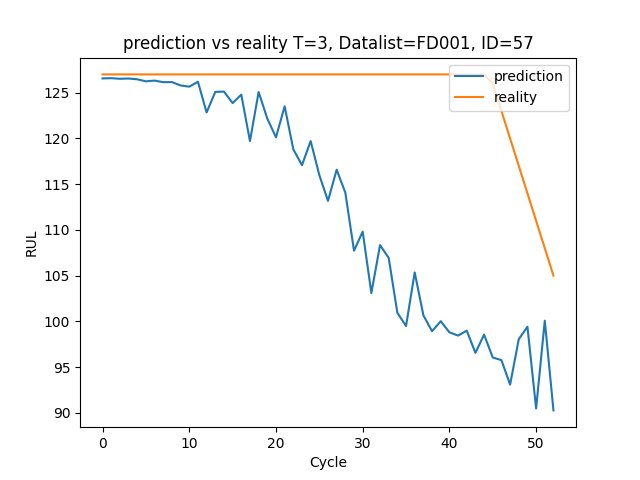 prediction vs reality T=3, Datalist=FD001, ID=57
prediction
reality
125
120
115
110
105
100
95
90
RUL
0 10 20 30 40 50
Cycle